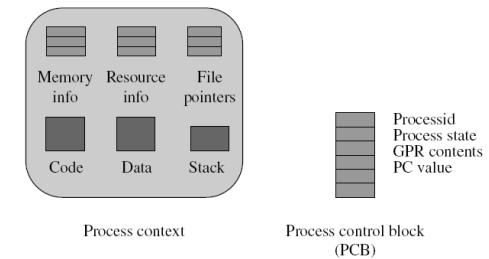 Memory info
Resource info
File pointers
Code
Data
Stack
Process context
Processid
Process state
GPR contents
PC value
Process control block
(PCB)